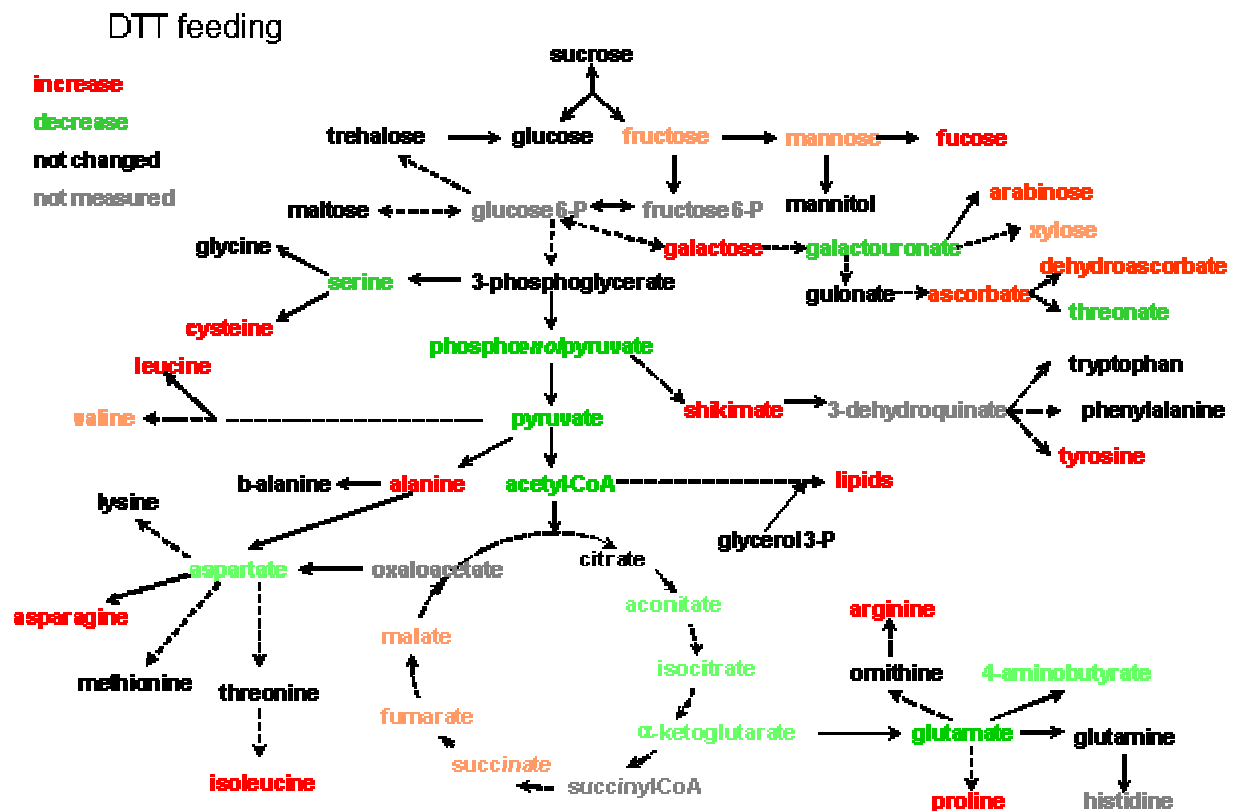 DTT feeding
sucrose
increase
decrease
not changed
not measured
trehalose
glucose
fructose
mannose
fucose
maltose
glucose 6-P
fructose 6-P
mannitol
arabinose
xylose
glycine
galactose
galactouronate
serine
3-phosphoglycerate
gulonate
ascorbate
dehydroascorbate
threonate
cysteine
phosphoenolpyruvate
leucine
tryptophan
valine
pyruvate
shikimate
3-dehydroquinate
phenylalanine
tyrosine
b-alanine
alanine
acetyl-CoA
lipids
lysine
glycerol 3-P
citrate
aspartate
oxaloacetate
asparagine
aconitate
arginine
malate
isocitrate
ornithine
4-aminobutyrate
methionine
threonine
fumarate
α-ketoglutarate
glutamate
glutamine
isoleucine
succinate
succinylCoA
proline
histidine